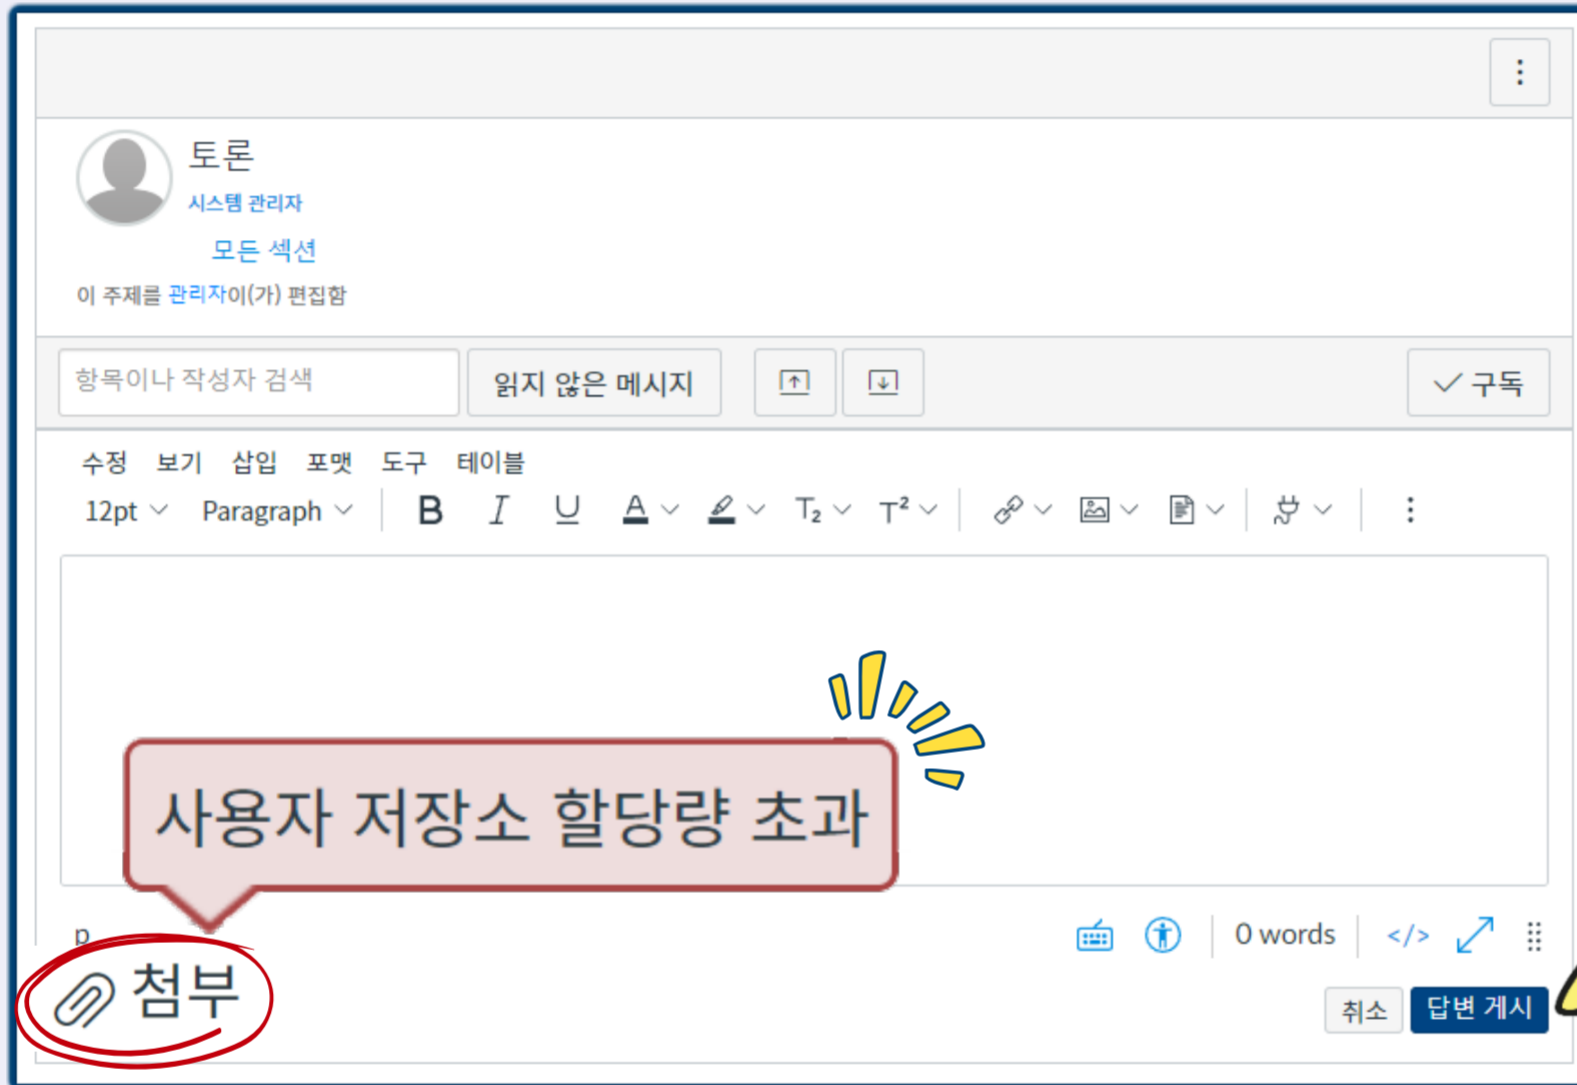 토론
시스템 관리자
모든 섹션
이 주제를 관리자이(가) 편집함
항목이나 작성자 검색 읽지 않은 메시지 구독
수정 보기 삽입 포맷 도구 테이블
12pt Paragraph B I U A T₂ T²
사용자 저장소 할당량 초과
p 0 words </>
첨부 취소 답변 게시